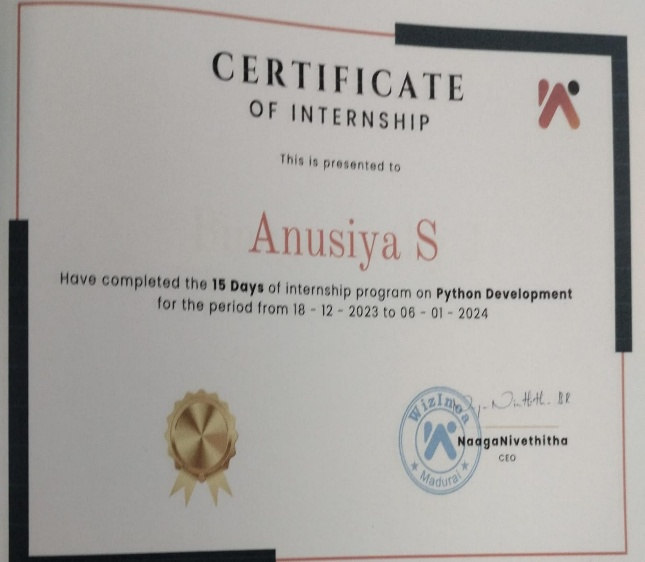 CERTIFICATE
OF INTERNSHIP
This is presented to
Anusiya S
Have completed the 15 Days of internship program on Python Development
for the period from 18 - 12 - 2023 to 06 - 01 - 2024
NaagaNivethitha
CEO
Madurai